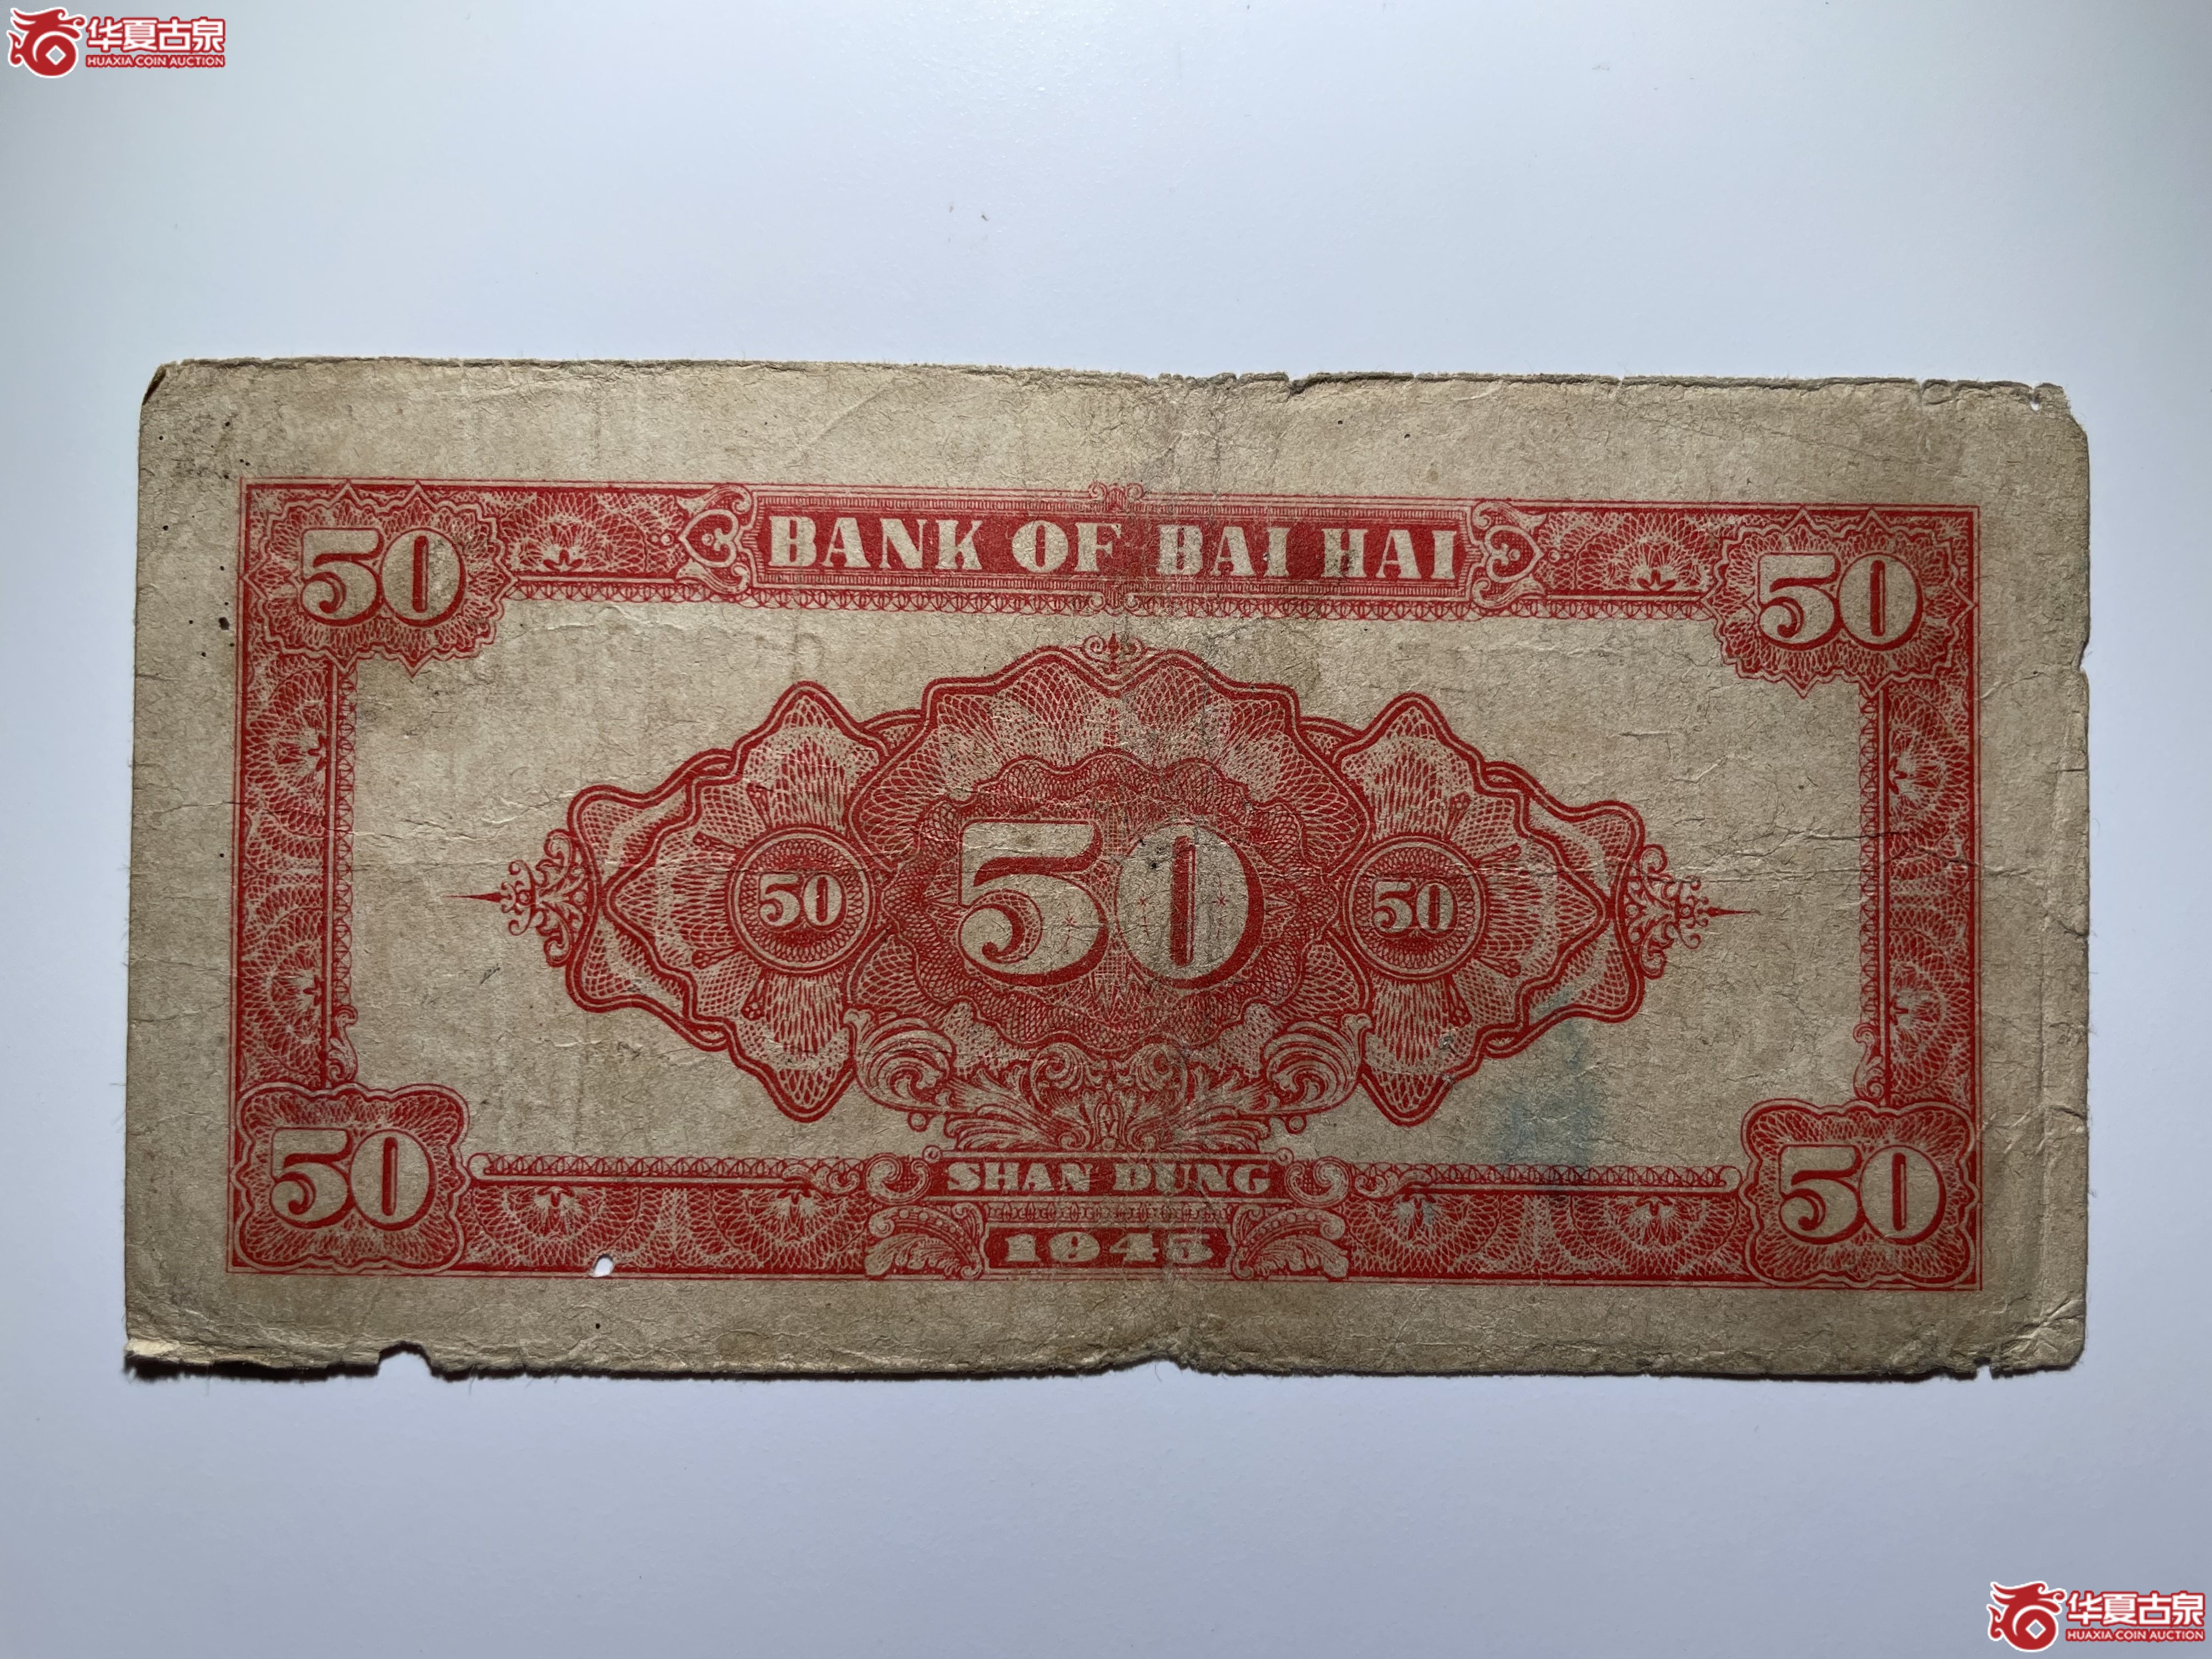 华夏古泉
HUAXIA COIN AUCTION
50 BANK OF BAI HAI 50
50 50 50
50 SHAN DUNG 50
1945
华夏古泉
HUAXIA COIN AUCTION